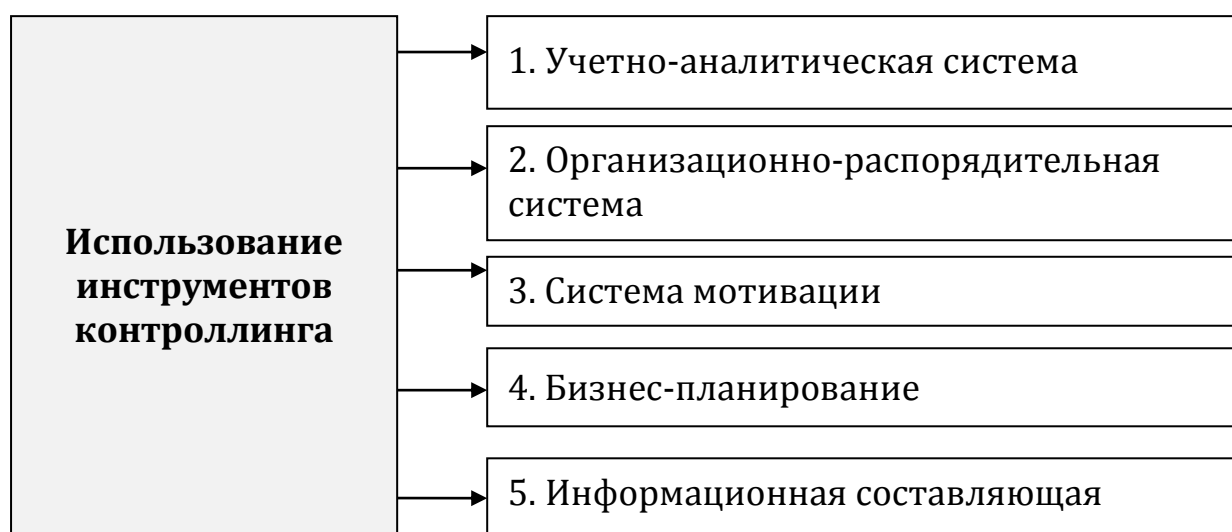 Использование
инструментов
контроллинга
1. Учетно-аналитическая система
2. Организационно-распорядительная
система
3. Система мотивации
4. Бизнес-планирование
5. Информационная составляющая